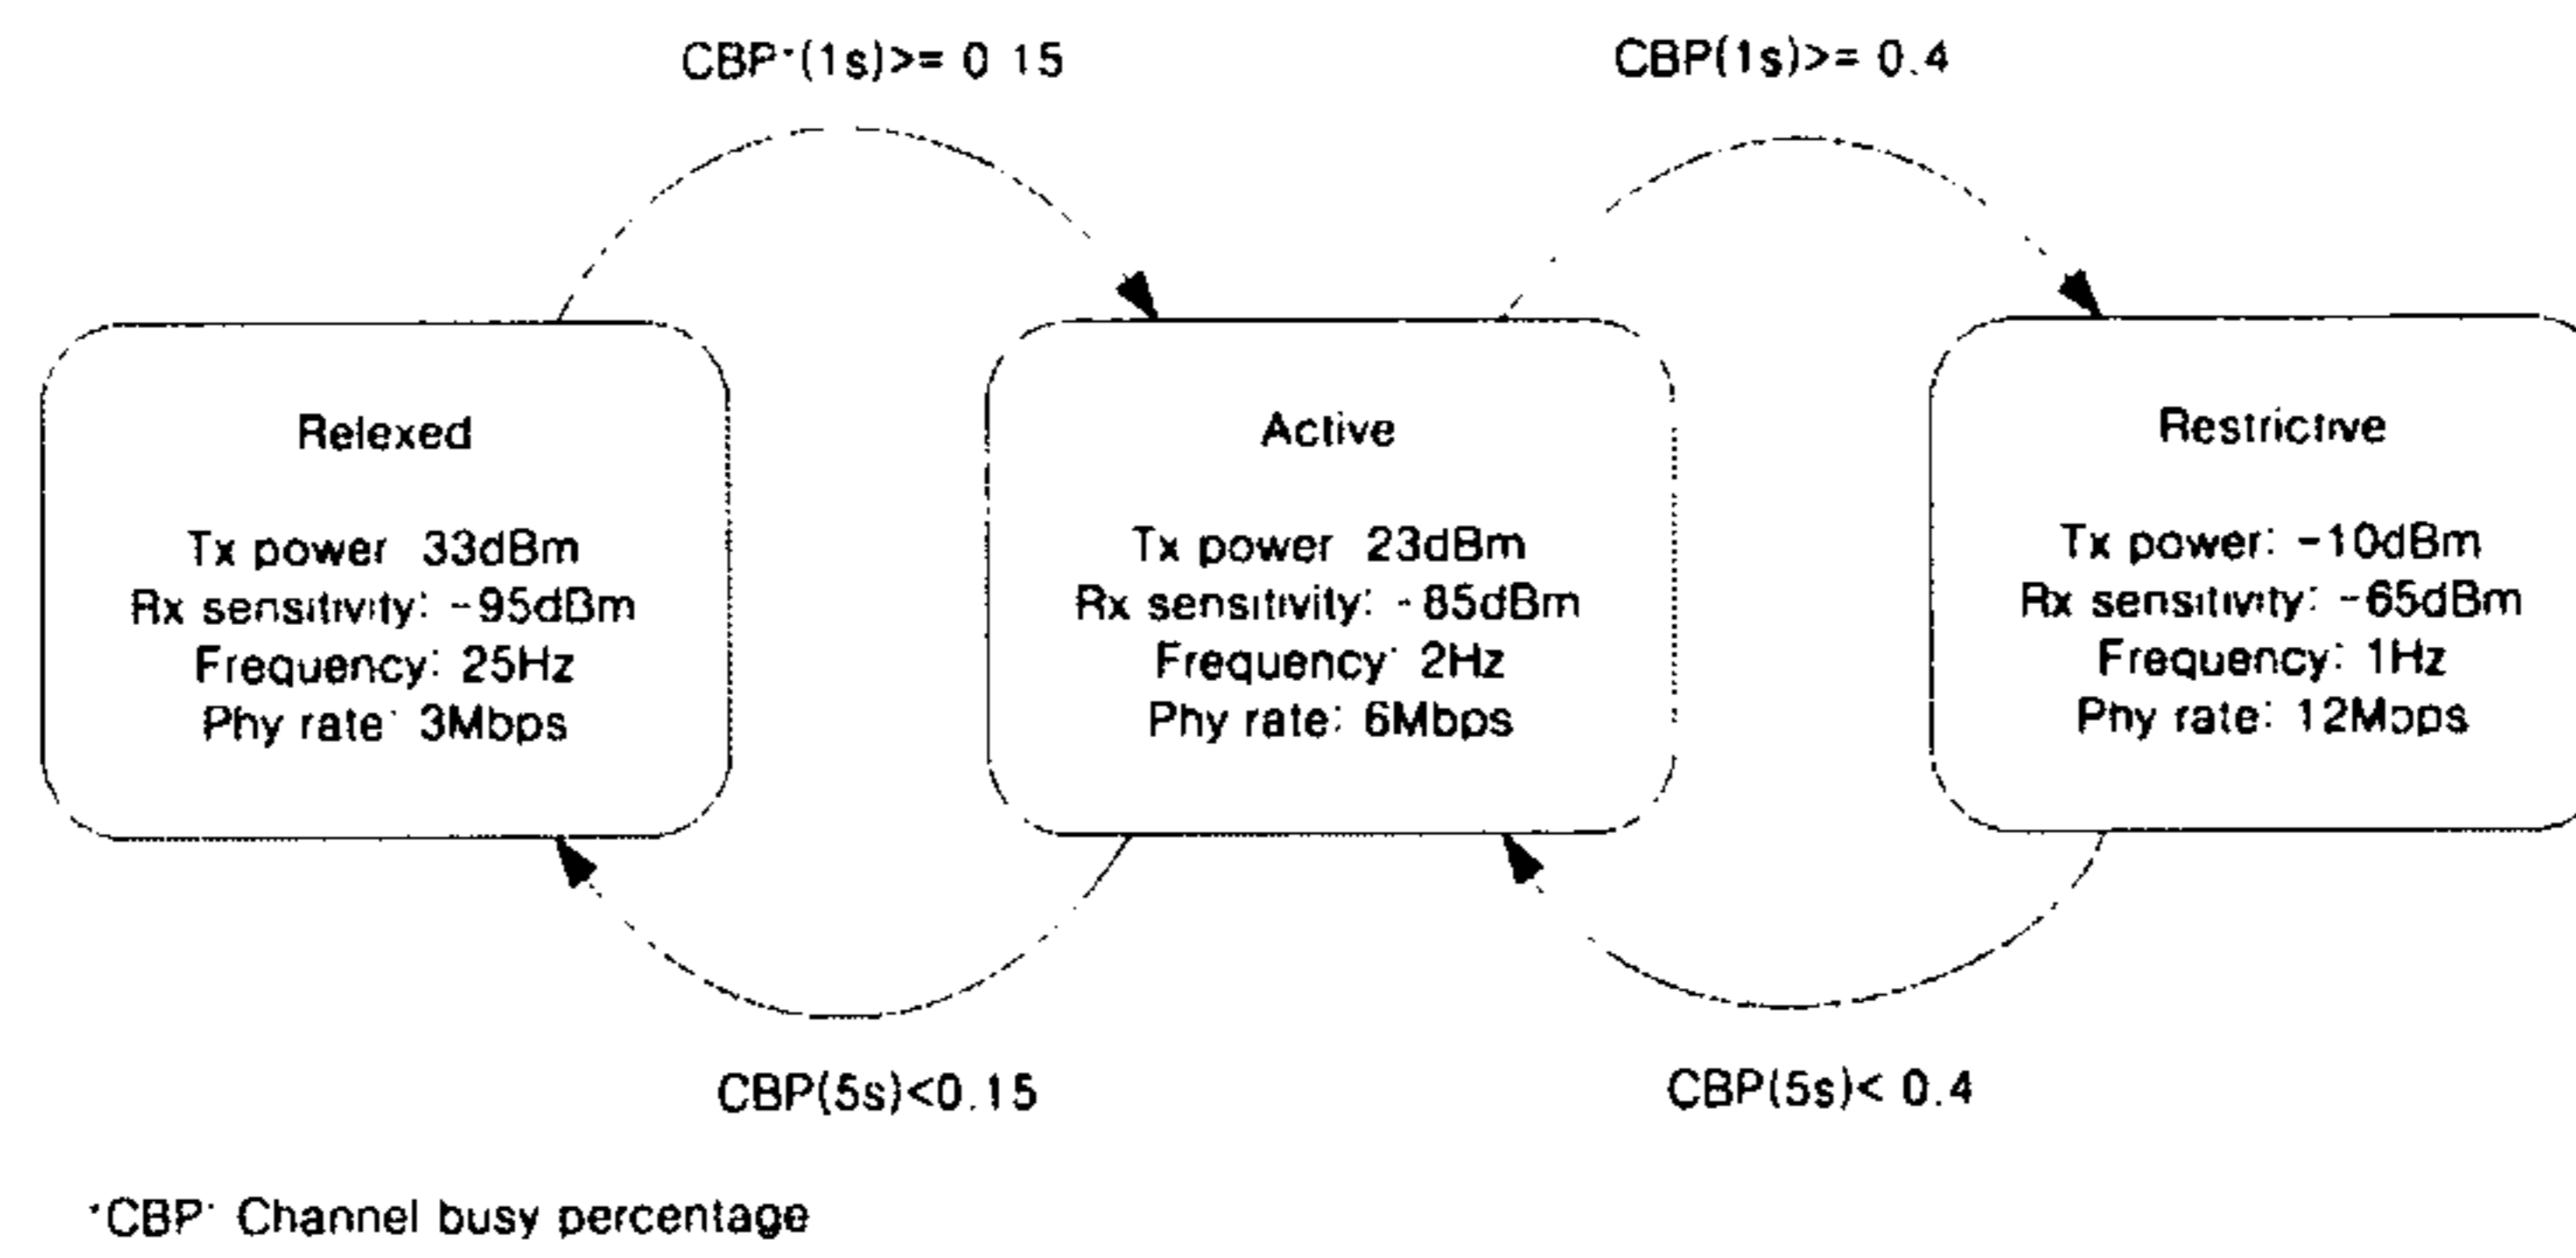 CBP*(1s)>= 0.15
CBP(1s)>= 0.4
Relexed
Tx power 33dBm
Rx sensitivity: -95dBm
Frequency: 25Hz
Phy rate: 3Mbps
Active
Tx power 23dBm
Rx sensitivity: -85dBm
Frequency: 2Hz
Phy rate: 6Mbps
Restrictive
Tx power: -10dBm
Rx sensitivity: -65dBm
Frequency: 1Hz
Phy rate: 12Mbps
CBP(5s)<0.15
CBP(5s)< 0.4
*CBP: Channel busy percentage